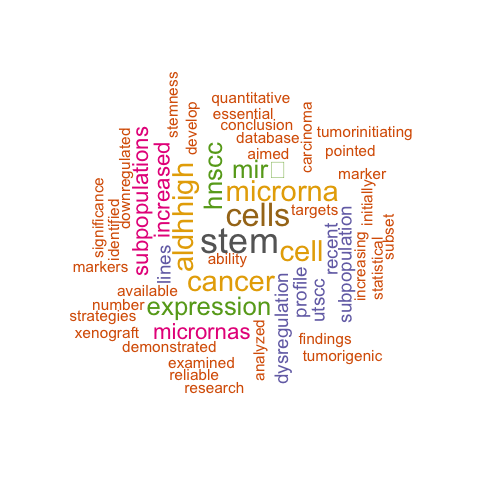 stemness
quantitative
develop
essential
carcinoma
conclusion
database
tumorinitiating
downregulated
subpopulations
increased
hnscc
aimed
pointed
aldhhigh
mir□
marker
significance
identified
microrna
initially
cells
targets
subset
lines
stem
recent
subpopulation
increasing
statistical
markers
ability
cell
available
cancer
dysregulation
profile
utscc
number
expression
strategies
xenograft
micrornas
findings
demonstrated
analyzed
tumorigenic
examined
reliable
research